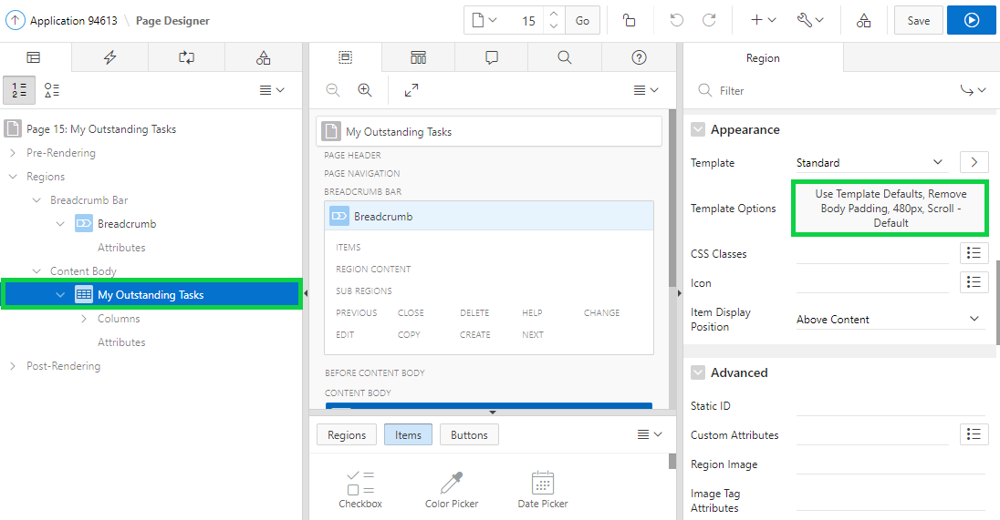 Application 94613 \ Page Designer
15
Go
Save
Region
Filter
Page 15: My Outstanding Tasks
Pre-Rendering
Regions
Breadcrumb Bar
Breadcrumb
Attributes
Content Body
My Outstanding Tasks
Columns
Attributes
Post-Rendering
My Outstanding Tasks
PAGE HEADER
PAGE NAVIGATION
BREADCRUMB BAR
Breadcrumb
ITEMS
REGION CONTENT
SUB REGIONS
PREVIOUS CLOSE DELETE HELP CHANGE
EDIT COPY CREATE NEXT
BEFORE CONTENT BODY
CONTENT BODY
Regions Items Buttons
Checkbox Color Picker Date Picker
Appearance
Template Standard
Template Options
Use Template Defaults, Remove
Body Padding, 480px, Scroll -
Default
CSS Classes
Icon
Item Display
Position
Above Content
Advanced
Static ID
Custom Attributes
Region Image
Image Tag
Attributes